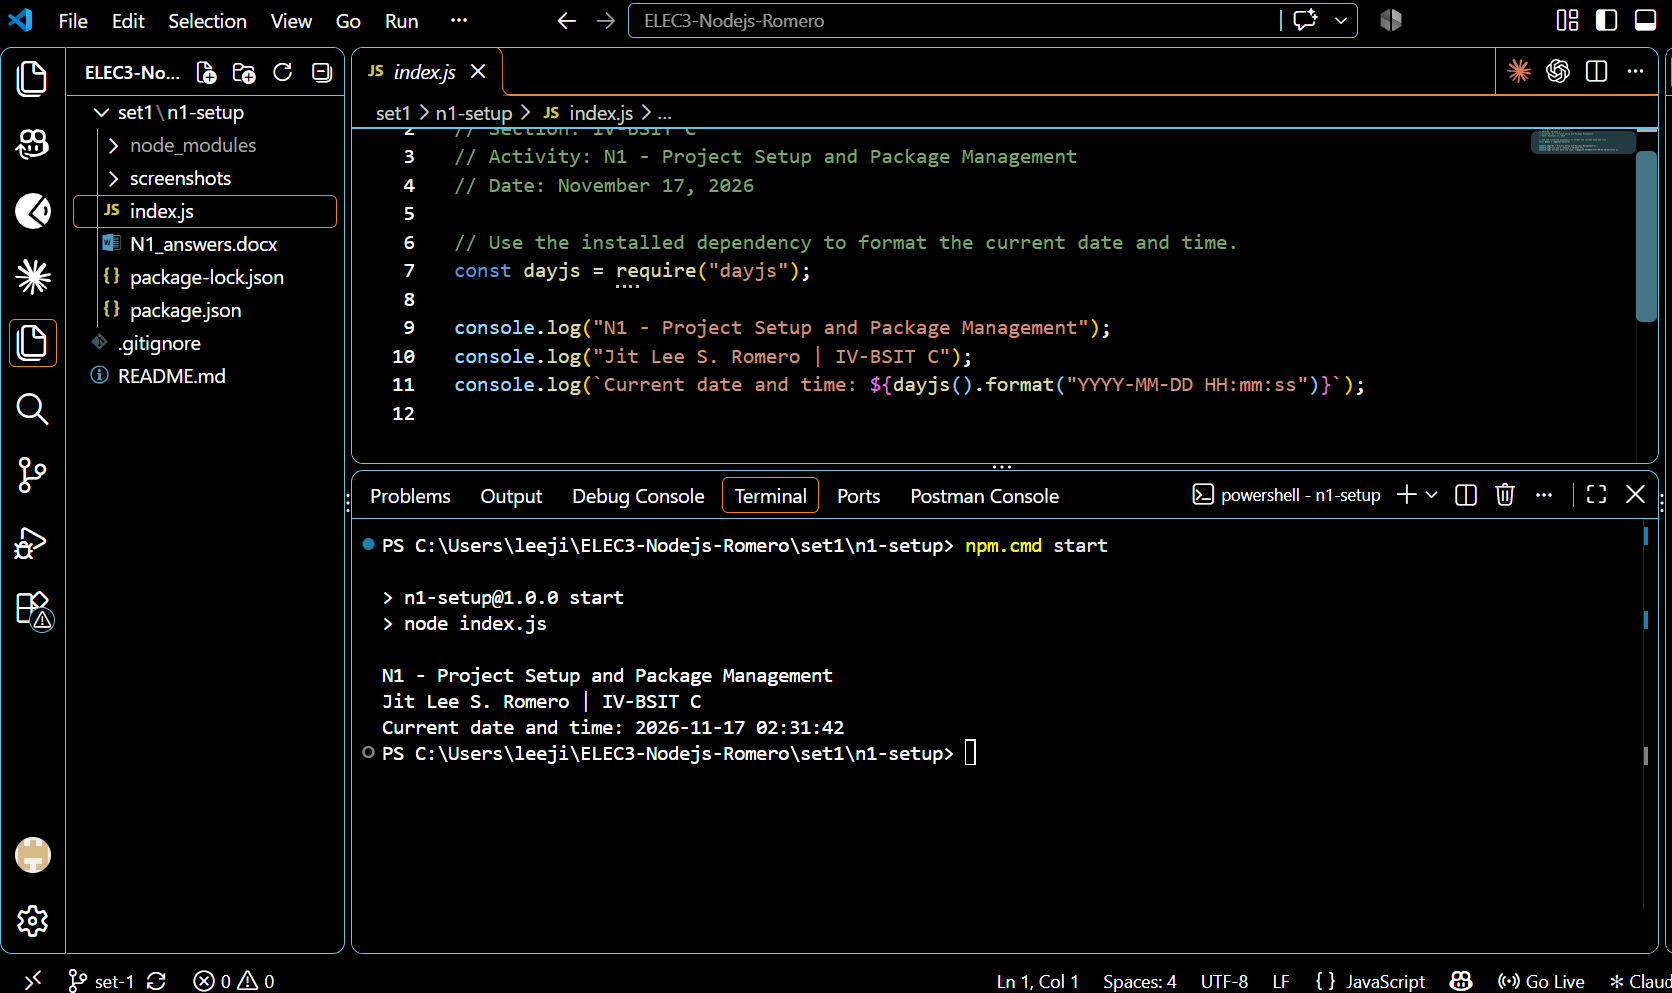 File Edit Selection View Go Run ···
ELEC3-Nodejs-Romero
ELEC3-No...
set1\n1-setup
node_modules
screenshots
JS index.js
N1_answers.docx
{} package-lock.json
{} package.json
.gitignore
README.md
JS index.js
set1 > n1-setup > JS index.js > ...
2 // Section: IV-BSIT C
3 // Activity: N1 - Project Setup and Package Management
4 // Date: November 17, 2026
5
6 // Use the installed dependency to format the current date and time.
7 const dayjs = require("dayjs");
8
9 console.log("N1 - Project Setup and Package Management");
10 console.log("Jit Lee S. Romero | IV-BSIT C");
11 console.log(`Current date and time: ${dayjs().format("YYYY-MM-DD HH:mm:ss")}`);
12
Problems Output Debug Console Terminal Ports Postman Console
powershell - n1-setup
PS C:\Users\leeji\ELEC3-Nodejs-Romero\set1\n1-setup> npm.cmd start
> n1-setup@1.0.0 start
> node index.js
N1 - Project Setup and Package Management
Jit Lee S. Romero | IV-BSIT C
Current date and time: 2026-11-17 02:31:42
PS C:\Users\leeji\ELEC3-Nodejs-Romero\set1\n1-setup>
set-1 0 0
Ln 1, Col 1 Spaces: 4 UTF-8 LF {} JavaScript Go Live Claud